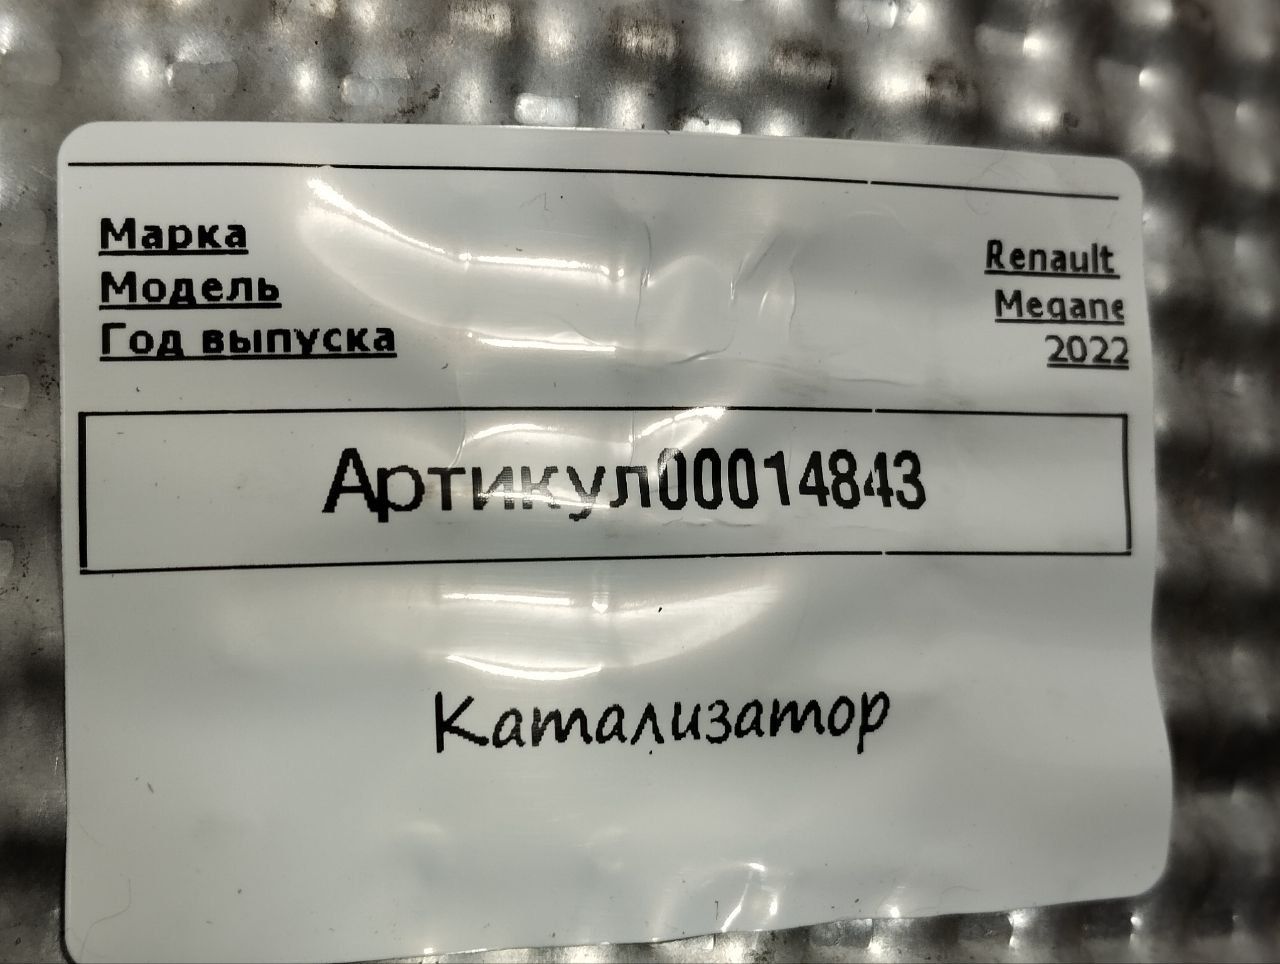 Марка Renault
Модель Megane
Год выпуска 2022
Артикул00014843
Катализатор